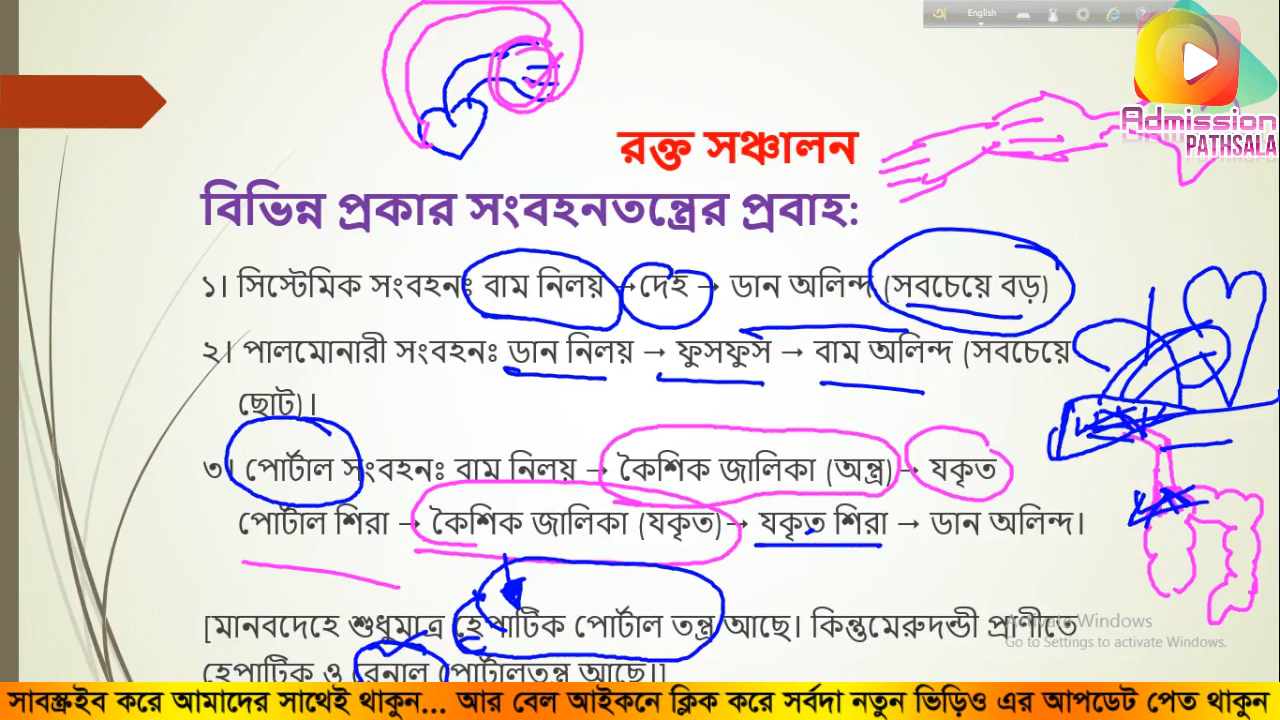 English
Admission
PATHSALA
রক্ত সঞ্চালন
বিভিন্ন প্রকার সংবহনতন্ত্রের প্রবাহ:
১। সিস্টেমিক সংবহনঃ বাম নিলয় →দেহ → ডান অলিন্দ (সবচেয়ে বড়)
২। পালমোনারী সংবহনঃ ডান নিলয় → ফুসফুস → বাম অলিন্দ (সবচেয়ে
ছোট)।
৩। পোর্টাল সংবহনঃ বাম নিলয় → কৈশিক জালিকা (অন্ত্র) → যকৃত
পোর্টাল শিরা → কৈশিক জালিকা (যকৃত)→ যকৃত শিরা → ডান অলিন্দ।
[মানবদেহে শুধুমাত্র হেপাটিক পোর্টাল তন্ত্র আছে। কিন্তুমেরুদন্ডী প্রাণীতে
হেপাটিক ও রেনাল পোর্টালতন্ত্র আছে।]
Activate Windows
Go to Settings to activate Windows.
সাবস্ক্রইব করে আমাদের সাথেই থাকুন... আর বেল আইকনে ক্লিক করে সর্বদা নতুন ভিড়িও এর আপডেট পেত থাকুন